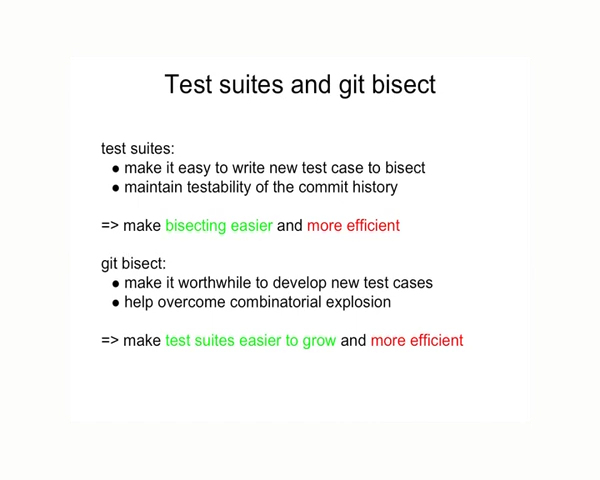 Test suites and git bisect
test suites:
● make it easy to write new test case to bisect
● maintain testability of the commit history
=> make bisecting easier and more efficient
git bisect:
● make it worthwhile to develop new test cases
● help overcome combinatorial explosion
=> make test suites easier to grow and more efficient